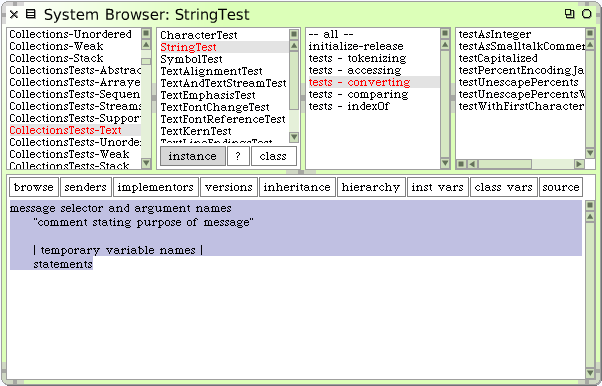 System Browser: StringTest
Collections-Unordered
Collections-Weak
Collections-Stack
CollectionsTests-Abstrac
CollectionsTests-Arraye
CollectionsTests-Sequen
CollectionsTests-Streams
CollectionsTests-Suppor
CollectionsTests-Text
CollectionsTests-Unorde
CollectionsTests-Weak
CollectionsTests-Stack
CharacterTest
StringTest
SymbolTest
TextAlignmentTest
TextAndTextStreamTest
TextEmphasisTest
TextFontChangeTest
TextFontReferenceTest
TextKernTest
TextLineEndingsTest
instance ? class
-- all --
initialize-release
tests - tokenizing
tests - accessing
tests - converting
tests - comparing
tests - indexOf
testAsInteger
testAsSmalltalkCommen
testCapitalized
testPercentEncodingJa
testUnescapePercents
testUnescapePercentsW
testWithFirstCharacter
browse senders implementors versions inheritance hierarchy inst vars class vars source
message selector and argument names
"comment stating purpose of message"
| temporary variable names |
statements